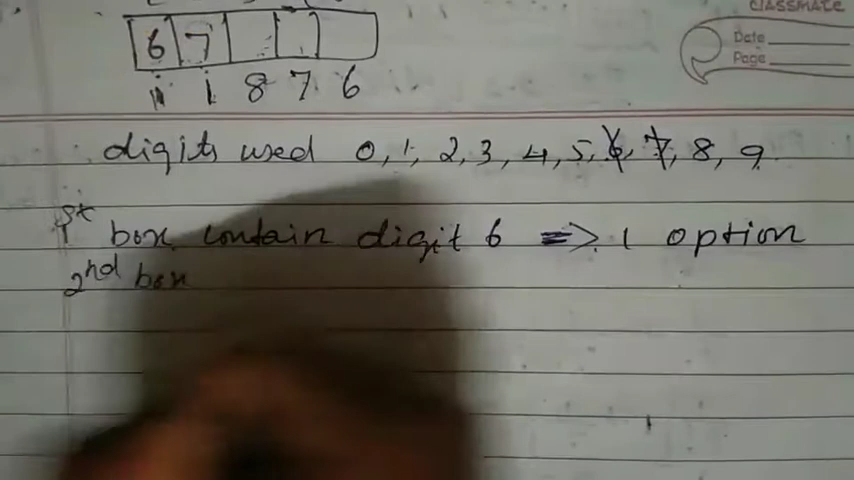 CLASSMATE
Date
Page
6 7
1 1 8 7 6
digits used 0, 1, 2, 3, 4, 5, 6, 7, 8, 9
1st box contain digit 6 => 1 option
2nd box